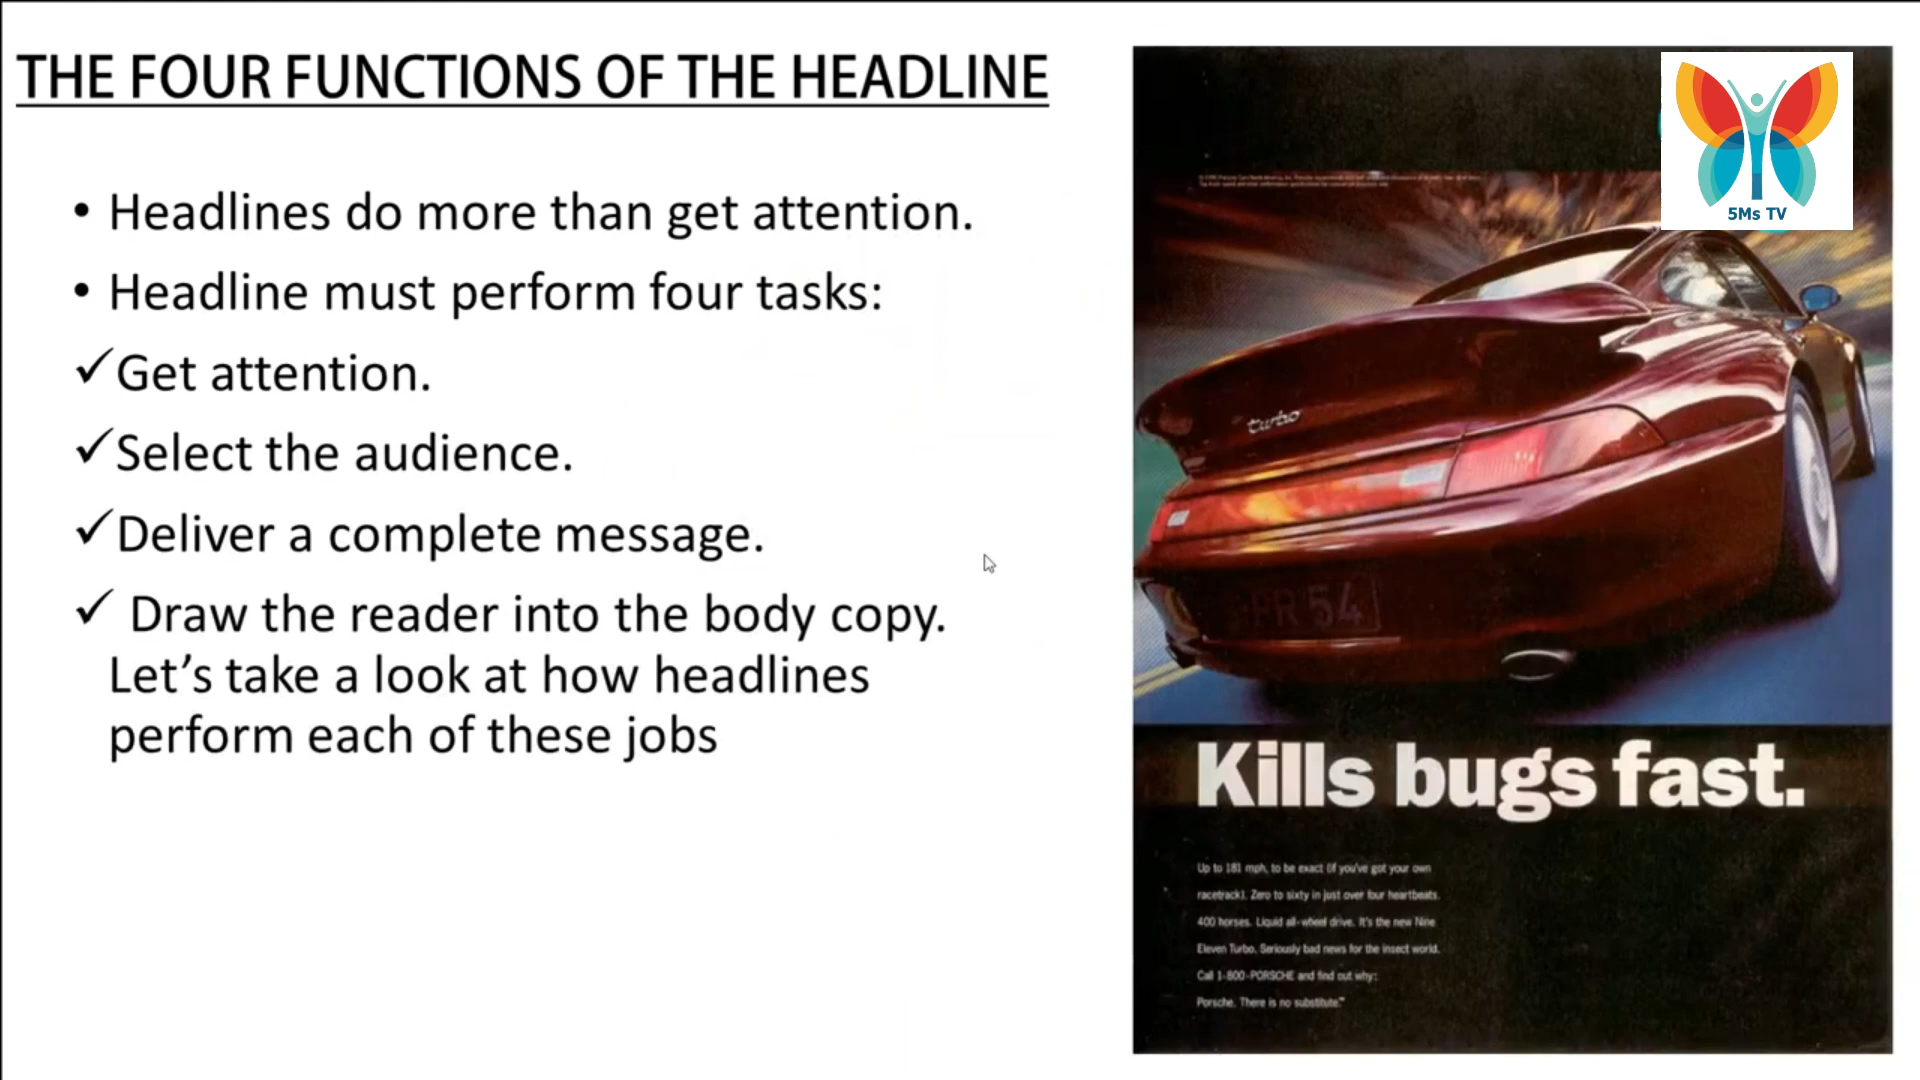 THE FOUR FUNCTIONS OF THE HEADLINE
• Headlines do more than get attention.
• Headline must perform four tasks:
✓Get attention.
✓Select the audience.
✓Deliver a complete message.
✓ Draw the reader into the body copy.
Let’s take a look at how headlines
perform each of these jobs
5Ms TV
turbo
PR 54
Kills bugs fast.
Up to 181 mph, to be exact (if you've got your own
racetrack). Zero to sixty in just over four heartbeats.
400 horses. Liquid all-wheel drive. It's the new Nine
Eleven Turbo. Seriously bad news for the insect world.
Call 1-800-PORSCHE and find out why:
Porsche. There is no substitute.™